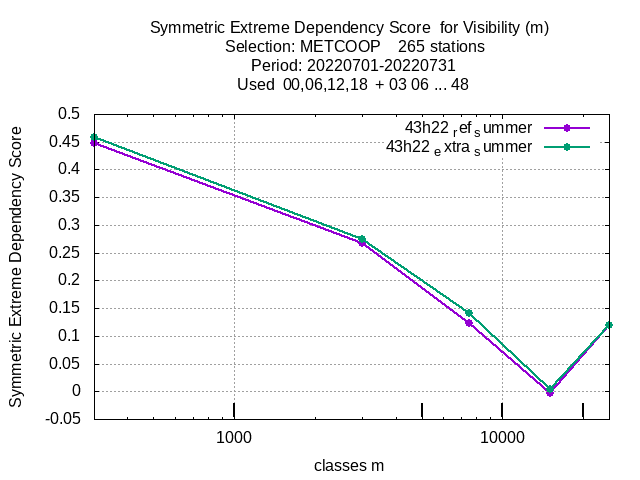 Symmetric Extreme Dependency Score for Visibility (m)
Selection: METCOOP 265 stations
Period: 20220701-20220731
Used 00,06,12,18 + 03 06 ... 48
43h22 ref summer
43h22 extra summer
Symmetric Extreme Dependency Score
0.5
0.45
0.4
0.35
0.3
0.25
0.2
0.15
0.1
0.05
0
-0.05
1000
10000
classes m